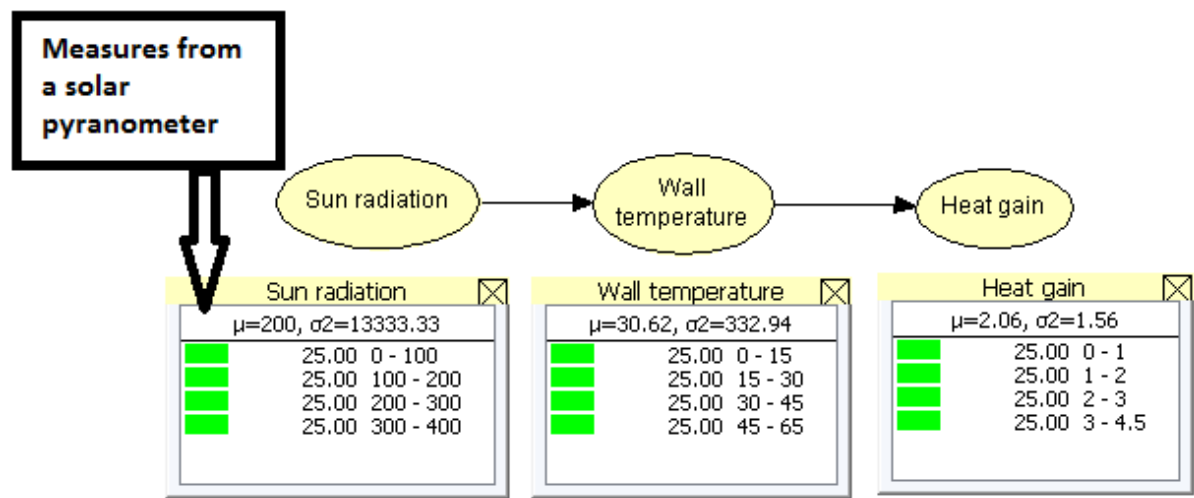 Measures from
a solar
pyranometer
Sun radiation
Wall
temperature
Heat gain
Sun radiation
μ=200, σ2=13333.33
25.00 0 - 100
25.00 100 - 200
25.00 200 - 300
25.00 300 - 400
Wall temperature
μ=30.62, σ2=332.94
25.00 0 - 15
25.00 15 - 30
25.00 30 - 45
25.00 45 - 65
Heat gain
μ=2.06, σ2=1.56
25.00 0 - 1
25.00 1 - 2
25.00 2 - 3
25.00 3 - 4.5